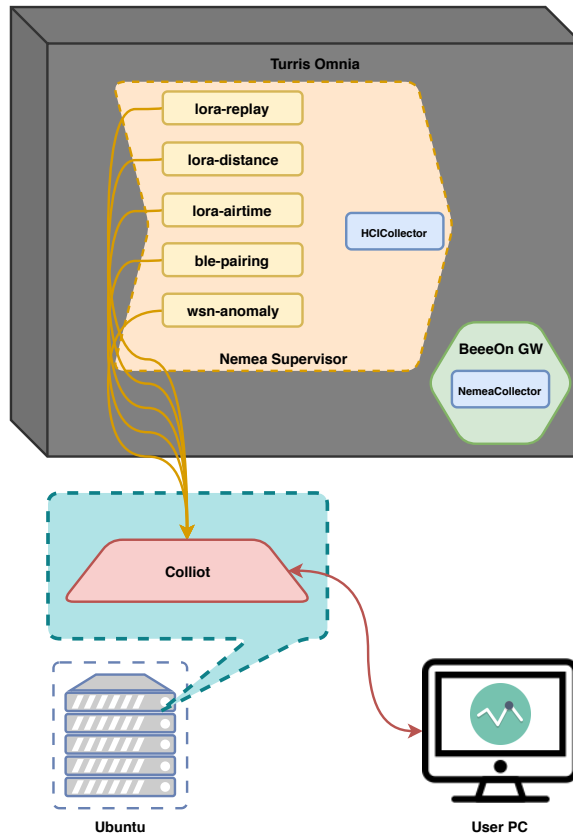 Turris Omnia
lora-replay
lora-distance
lora-airtime
HCICollector
ble-pairing
wsn-anomaly
Nemea Supervisor
BeeeOn GW
NemeaCollector
Colliot
Ubuntu
User PC